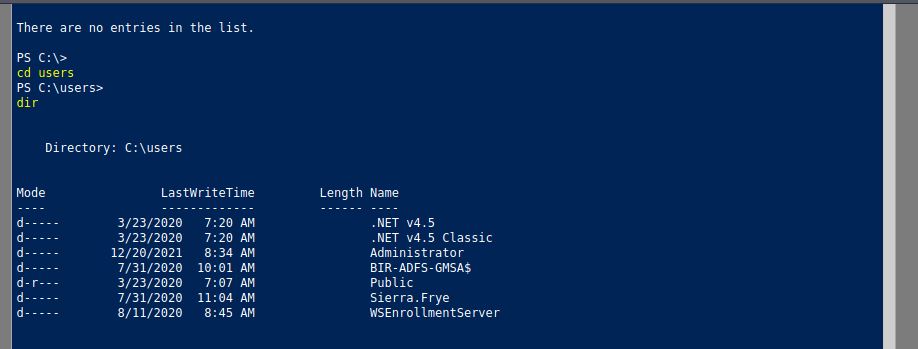 There are no entries in the list.
PS C:\>
cd users
PS C:\users>
dir
Directory: C:\users
Mode LastWriteTime Length Name
---- ------------- ------ ----
d----- 3/23/2020 7:20 AM .NET v4.5
d----- 3/23/2020 7:20 AM .NET v4.5 Classic
d----- 12/20/2021 8:34 AM Administrator
d----- 7/31/2020 10:01 AM BIR-ADFS-GMSA$
d-r--- 3/23/2020 7:07 AM Public
d----- 7/31/2020 11:04 AM Sierra.Frye
d----- 8/11/2020 8:45 AM WSEnrollmentServer